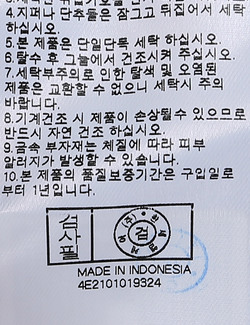 4.지퍼나 단추들은 잠그고 뒤집어서 세탁
하십시오.
5.본 제품은 단일단독 세탁 하십시오.
6.탈수 후 그늘에서 건조시켜 주십시오.
7.세탁부주의로 인한 탈색 및 오염된
제품은 교환할 수 없으니 세탁시 주의
바랍니다.
8.기계건조 시 제품이 손상될수 있으므로
반드시 자연 건조 하십시오.
9.금속 부자재는 체질에 따라 피부
알러지가 발생할 수 있습니다.
10.본 제품의 품질보증기간은 구입일로
부터 1년입니다.
검사필
검
MADE IN INDONESIA
4E2101019324